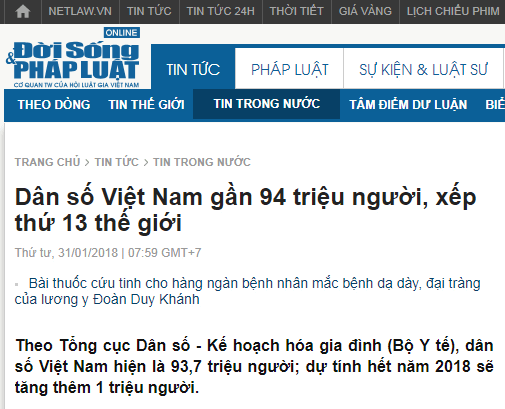 NETLAW.VN TIN TỨC TIN TỨC 24H THỜI TIẾT GIÁ VÀNG LỊCH CHIẾU PHIM
ONLINE
Đời Sống
& PHÁP LUẬT
CƠ QUAN TW CỦA HỘI LUẬT GIA VIỆT NAM
TIN TỨC PHÁP LUẬT SỰ KIỆN & LUẬT SƯ
THEO DÒNG TIN THẾ GIỚI TIN TRONG NƯỚC TÂM ĐIỂM DƯ LUẬN BIỂ
TRANG CHỦ > TIN TỨC > TIN TRONG NƯỚC
Dân số Việt Nam gần 94 triệu người, xếp
thứ 13 thế giới
Thứ tư, 31/01/2018 | 07:59 GMT+7
Bài thuốc cứu tinh cho hàng ngàn bệnh nhân mắc bệnh dạ dày, đại tràng
của lương y Đoàn Duy Khánh
Theo Tổng cục Dân số - Kế hoạch hóa gia đình (Bộ Y tế), dân
số Việt Nam hiện là 93,7 triệu người; dự tính hết năm 2018 sẽ
tăng thêm 1 triệu người.